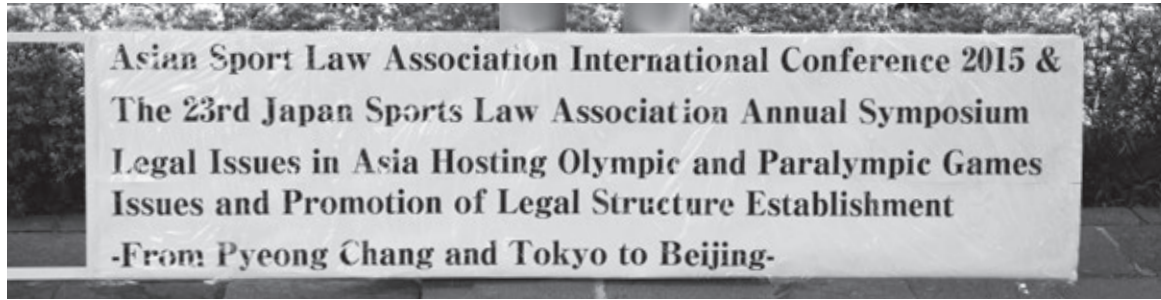 Asian Sport Law Association International Conference 2015 &
The 23rd Japan Sports Law Association Annual Symposium
Legal Issues in Asia Hosting Olympic and Paralympic Games
Issues and Promotion of Legal Structure Establishment
-From Pyeong Chang and Tokyo to Beijing-